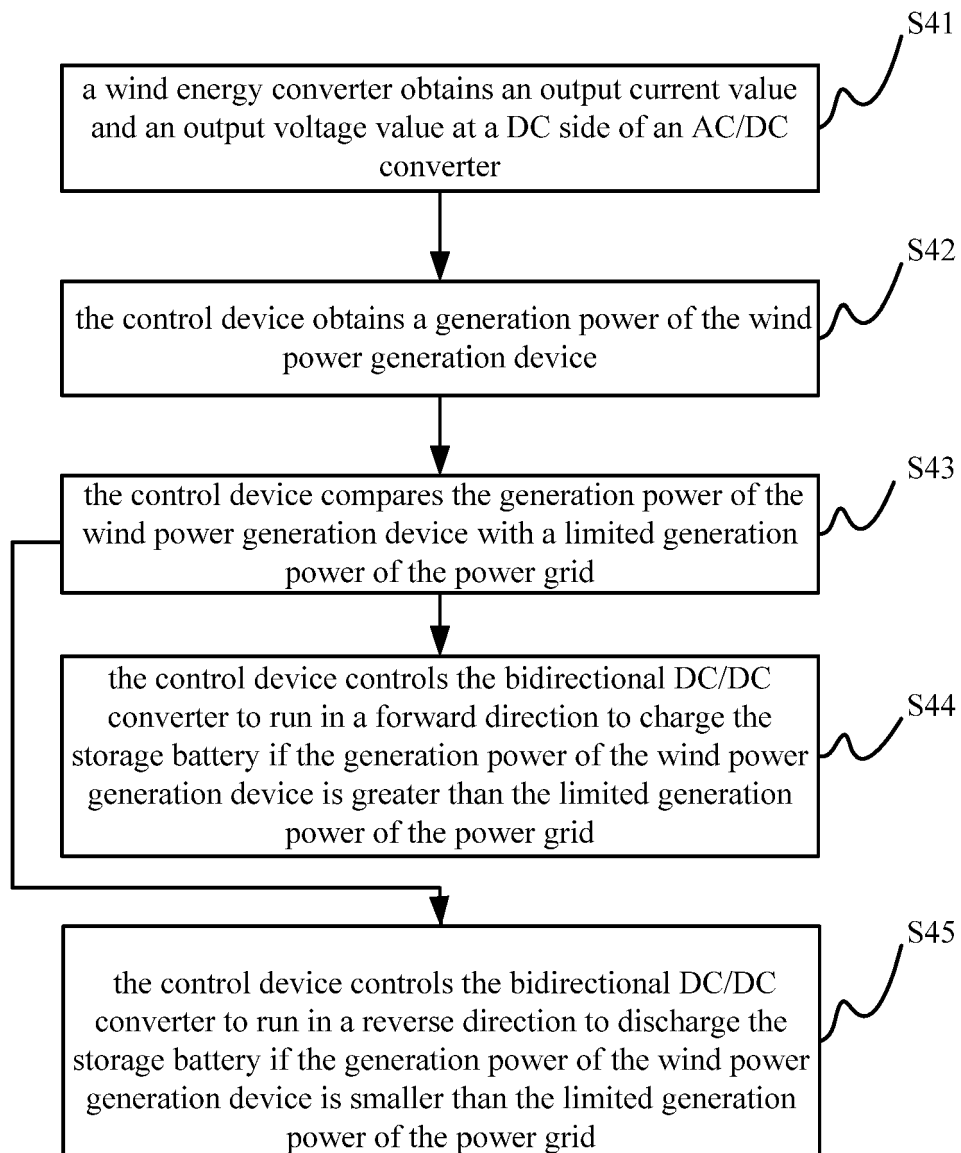 S41
a wind energy converter obtains an output current value
and an output voltage value at a DC side of an AC/DC
converter
S42
the control device obtains a generation power of the wind
power generation device
S43
the control device compares the generation power of the
wind power generation device with a limited generation
power of the power grid
S44
the control device controls the bidirectional DC/DC
converter to run in a forward direction to charge the
storage battery if the generation power of the wind power
generation device is greater than the limited generation
power of the power grid
S45
the control device controls the bidirectional DC/DC
converter to run in a reverse direction to discharge the
storage battery if the generation power of the wind power
generation device is smaller than the limited generation
power of the power grid